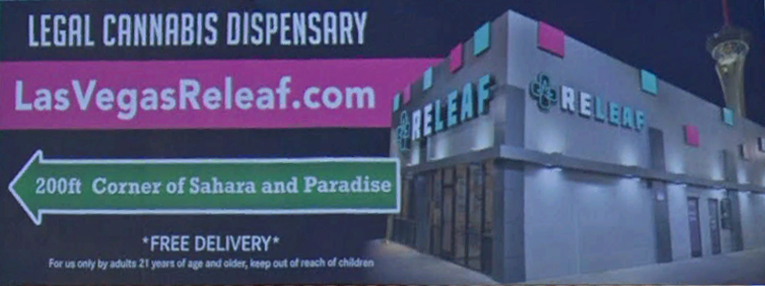 LEGAL CANNABIS DISPENSARY
LasVegasReleaf.com
RELEAF
RELEAF
200ft Corner of Sahara and Paradise
*FREE DELIVERY*
For us only by adults 21 years of age and older, keep out of reach of children